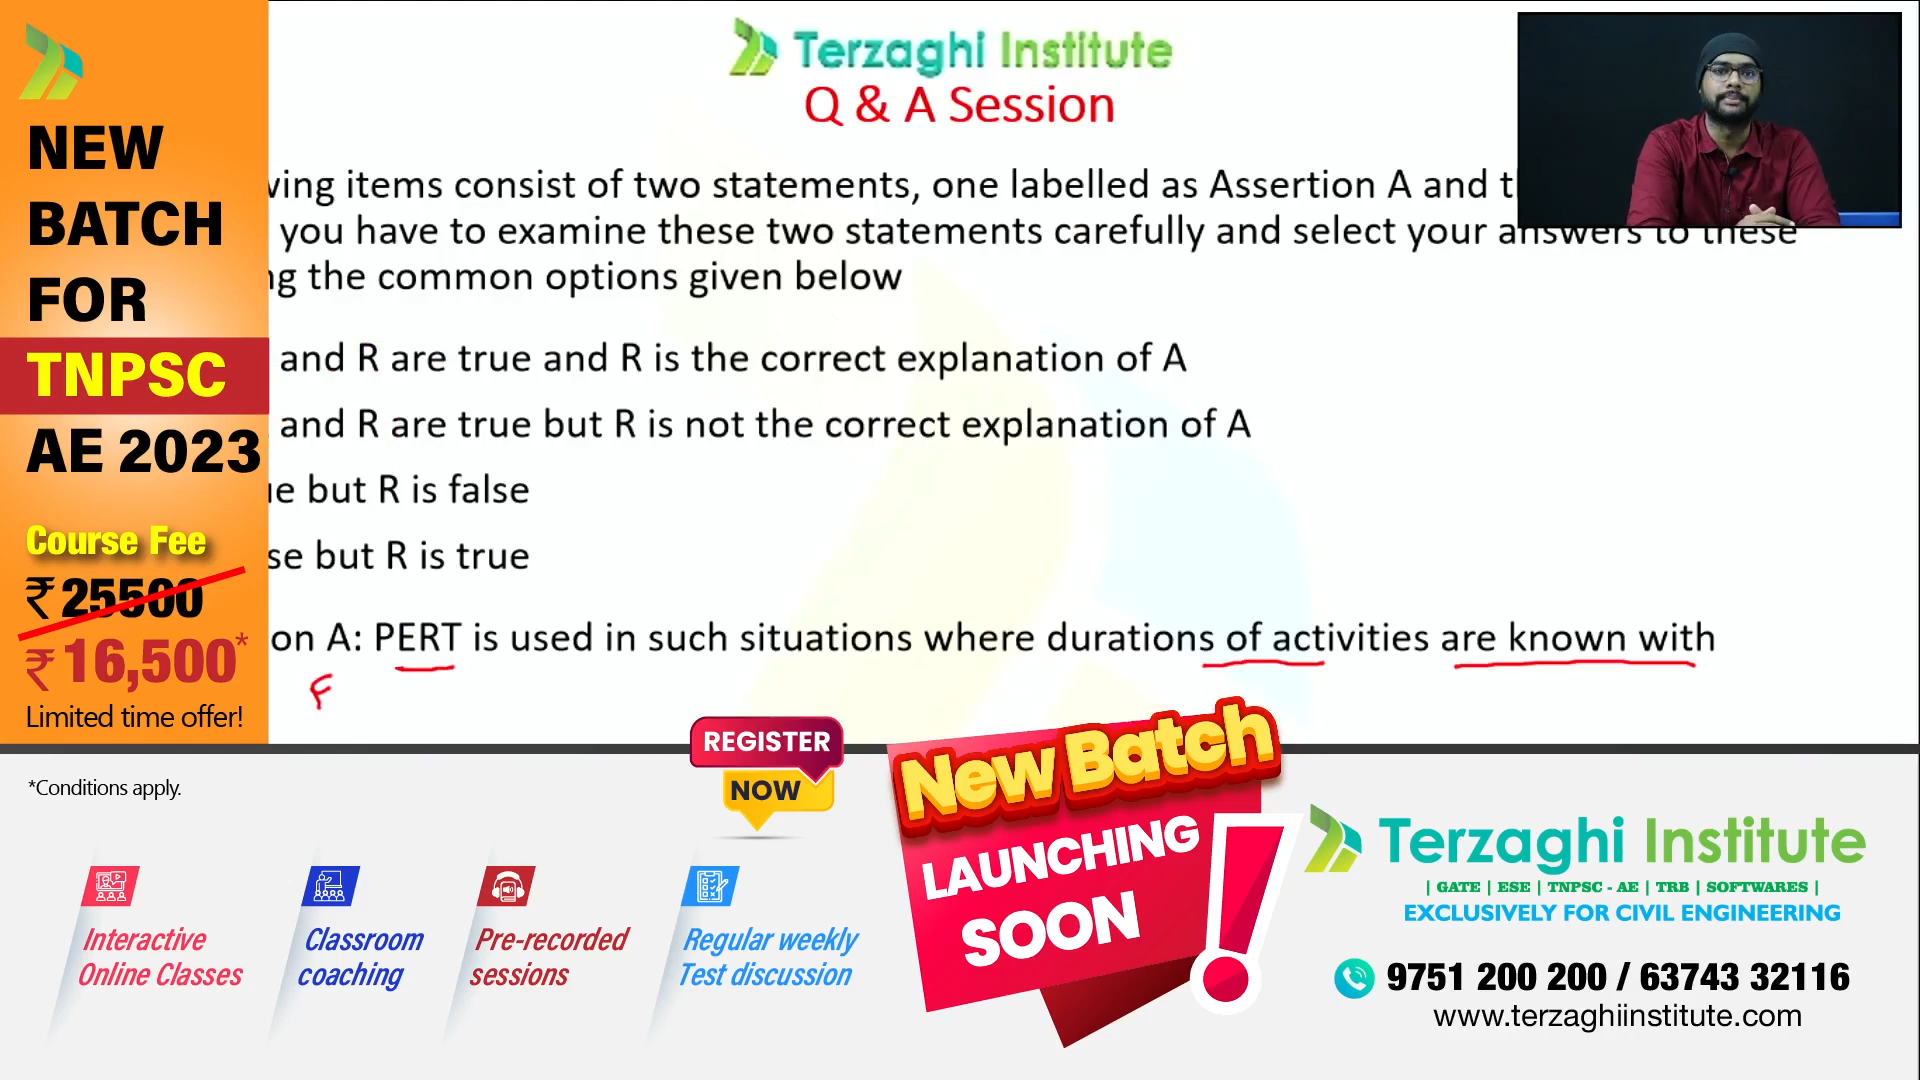 Terzaghi Institute
Q & A Session
NEW
BATCH
FOR
TNPSC
AE 2023
Course Fee
₹ 25500
₹ 16,500*
Limited time offer!
items consist of two statements, one labelled as Assertion A and
you have to examine these two statements carefully and select your answers to these
the common options given below
and R are true and R is the correct explanation of A
and R are true but R is not the correct explanation of A
but R is false
but R is true
A: PERT is used in such situations where durations of activities are known with
F
REGISTER
NOW
*Conditions apply.
Interactive
Online Classes
Classroom
coaching
Pre-recorded
sessions
Regular weekly
Test discussion
New Batch
LAUNCHING
SOON!
Terzaghi Institute
| GATE | ESE | TNPSC - AE | TRB | SOFTWARES |
EXCLUSIVELY FOR CIVIL ENGINEERING
9751 200 200 / 63743 32116
www.terzaghiinstitute.com